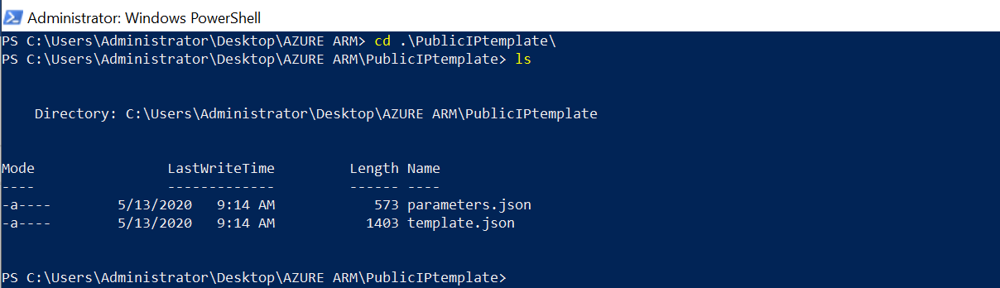 Administrator: Windows PowerShell
PS C:\Users\Administrator\Desktop\AZURE ARM> cd .\PublicIPtemplate\
PS C:\Users\Administrator\Desktop\AZURE ARM\PublicIPtemplate> ls
Directory: C:\Users\Administrator\Desktop\AZURE ARM\PublicIPtemplate
Mode LastWriteTime Length Name
---- ------------- ------ ----
-a---- 5/13/2020 9:14 AM 573 parameters.json
-a---- 5/13/2020 9:14 AM 1403 template.json
PS C:\Users\Administrator\Desktop\AZURE ARM\PublicIPtemplate>